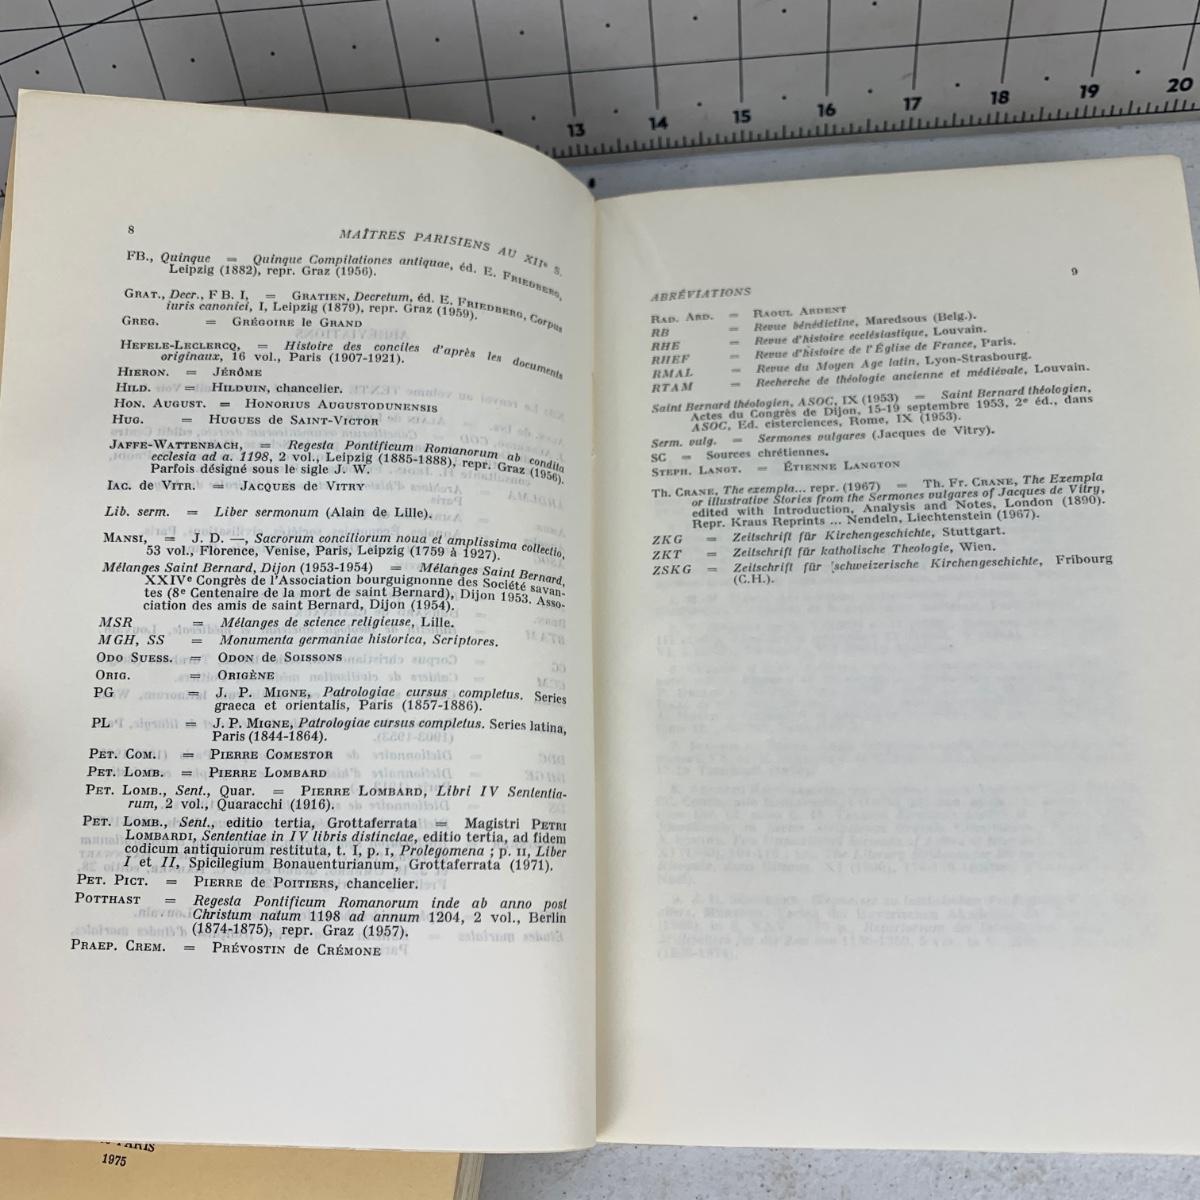 13 14 15 16 17 18 19 20
8 MAÎTRES PARISIENS AU XIIe S.
FB., Quinque = Quinque Compilationes antiquae, éd. E. FRIEDBERG,
Leipzig (1882), repr. Graz (1956).
GRAT., Decr., F B. I, = GRATIEN, Decretum, éd. E. FRIEDBERG, Corpus
iuris canonici, I, Leipzig (1879), repr. Graz (1959).
GREG. = GRÉGOIRE le GRAND
HEFELE-LECLERCQ, = Histoire des conciles d'après les documents
originaux, 16 vol., Paris (1907-1921).
HIERON. = JÉRÔME
HILD. = HILDUIN, chancelier.
HON. AUGUST. = HONORIUS AUGUSTODUNENSIS
HUG. = HUGUES de SAINT-VICTOR
JAFFE-WATTENBACH, = Regesta Pontificum Romanorum ab condita
ecclesia ad a. 1198, 2 vol., Leipzig (1885-1888), repr. Graz (1956).
Parfois désigné sous le sigle J. W.
IAC. de VITR. = JACQUES de VITRY
Lib. serm. = Liber sermonum (Alain de Lille).
MANSI, = J. D. —, Sacrorum conciliorum noua et amplissima collectio,
53 vol., Florence, Venise, Paris, Leipzig (1759 à 1927).
Mélanges Saint Bernard, Dijon (1953-1954) = Mélanges Saint Bernard,
XXIVe Congrès de l'Association bourguignonne des Société savan-
tes (8e Centenaire de la mort de saint Bernard), Dijon 1953. Asso-
ciation des amis de saint Bernard, Dijon (1954).
MSR = Mélanges de science religieuse, Lille.
MGH, SS = Monumenta germaniae historica, Scriptores.
ODO SUESS. = ODON de SOISSONS
ORIG. = ORIGÈNE
PG = J. P. MIGNE, Patrologiae cursus completus. Series
graeca et orientalis, Paris (1857-1886).
PL = J. P. MIGNE, Patrologiae cursus completus. Series latina,
Paris (1844-1864).
PET. COM. = PIERRE COMESTOR
PET. LOMB. = PIERRE LOMBARD
PET. LOMB., Sent., Quar. = PIERRE LOMBARD, Libri IV Sententia-
rum, 2 vol., Quaracchi (1916).
PET. LOMB., Sent., editio tertia, Grottaferrata = Magistri PETRI
LOMBARDI, Sententiae in IV libris distinctae, editio tertia, ad fidem
codicum antiquiorum restituta, t. I, p. I, Prolegomena ; p. II, Liber
I et II, Spicilegium Bonauenturianum, Grottaferrata (1971).
PET. PICT. = PIERRE de POITIERS, chancelier.
POTTHAST = Regesta Pontificum Romanorum inde ab anno post
Christum natum 1198 ad annum 1204, 2 vol., Berlin
(1874-1875), repr. Graz (1957).
PRAEP. CREM. = PRÉVOSTIN de CRÉMONE
ABRÉVIATIONS 9
RAD. ARD. = RAOUL ARDENT
RB = Revue bénédictine, Maredsous (Belg.).
RHE = Revue d'histoire ecclésiastique, Louvain.
RHEF = Revue d'histoire de l'Église de France, Paris.
RMAL = Revue du Moyen Age latin, Lyon-Strasbourg.
RTAM = Recherche de théologie ancienne et médiévale, Louvain.
Saint Bernard théologien, ASOC, IX (1953) = Saint Bernard théologien,
Actes du Congrès de Dijon, 15-19 septembre 1953, 2e éd., dans
ASOC, Ed. cisterciences, Rome, IX (1953).
Serm. vulg. = Sermones vulgares (Jacques de Vitry).
SC = Sources chrétiennes.
STEPH. LANGT. = ÉTIENNE LANGTON
Th. CRANE, The exempla... repr. (1967) = Th. Fr. CRANE, The Exempla
or illustrative Stories from the Sermones vulgares of Jacques de Vitry,
edited with Introduction, Analysis and Notes, London (1890).
Repr. Kraus Reprints ... Nendeln, Liechtenstein (1967).
ZKG = Zeitschrift für Kirchengeschichte, Stuttgart.
ZKT = Zeitschrift für katholische Theologie, Wien.
ZSKG = Zeitschrift für schweizerische Kirchengeschichte, Fribourg
(C.H.).
PARIS
1975